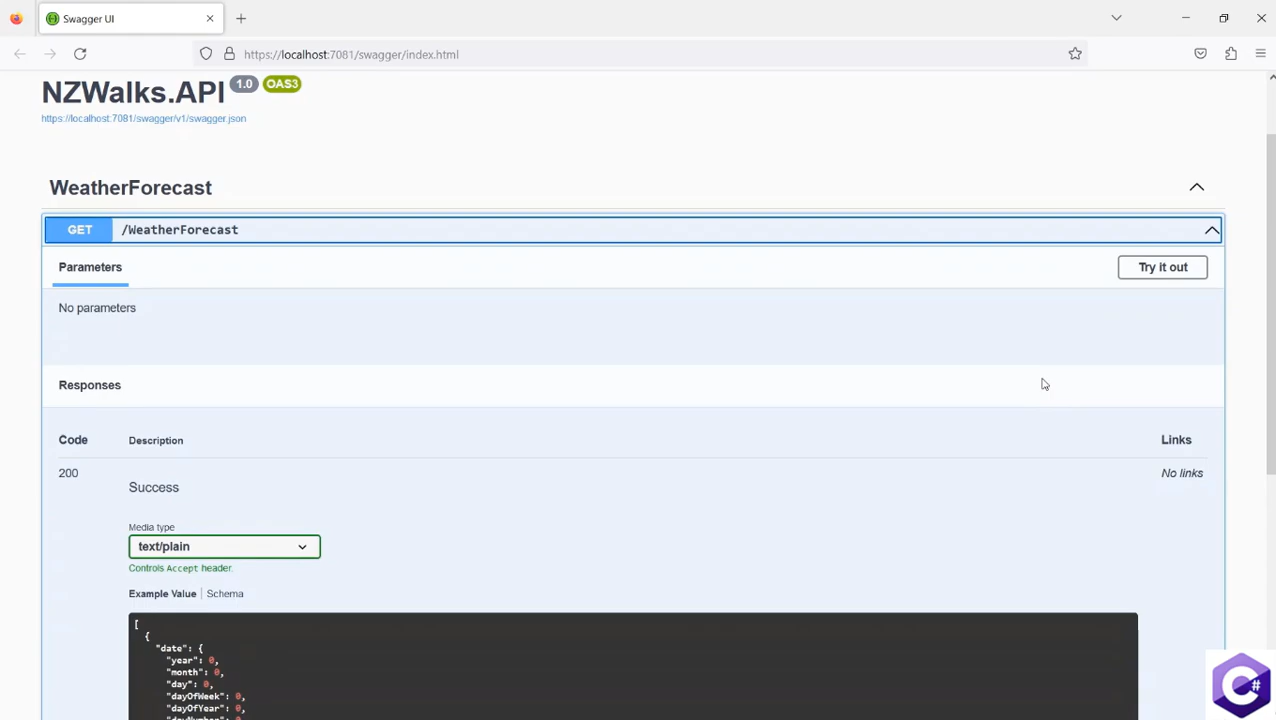 Swagger UI
https://localhost:7081/swagger/index.html
NZWalks.API 1.0 OAS3
https://localhost:7081/swagger/v1/swagger.json
WeatherForecast
GET /WeatherForecast
Parameters Try it out
No parameters
Responses
Code Description Links
200 Success No links
Media type
text/plain
Controls Accept header.
Example Value Schema
[
{
"date": {
"year": 0,
"month": 0,
"day": 0,
"dayOfWeek": 0,
"dayOfYear": 0,
"dayNumber": 0
C#